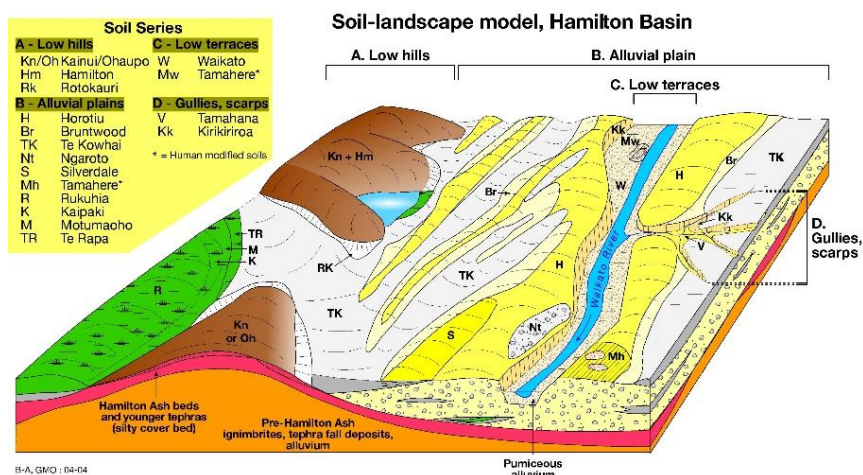 Soil-landscape model, Hamilton Basin
Soil Series
A - Low hills
Kn/Oh Kainui/Ohaupo
Hm Hamilton
Rk Rotokauri
B - Alluvial plains
H Horotiu
Br Bruntwood
TK Te Kowhai
Nt Ngaroto
S Silverdale
Mh Tamahere*
R Rukuhia
K Kaipaki
M Motumaoho
TR Te Rapa
C - Low terraces
W Waikato
Mw Tamahere*
D - Gullies, scarps
V Tamahana
Kk Kirikiriroa
* = Human modified soils
A. Low hills
B. Alluvial plain
C. Low terraces
Kn + Hm
Kk
Mw
Br
TK
Br
H
W
Kk
V
D.
Gullies,
scarps
TR
M
K
RK
TK
H
Waikato River
R
TK
Kn
or Oh
S
Nt
Mh
Hamilton Ash beds
and younger tephras
(silty cover bed)
Pre-Hamilton Ash
ignimbrites, tephra fall deposits,
alluvium
Pumiceous
alluvium
B-A, GMO : 04-04